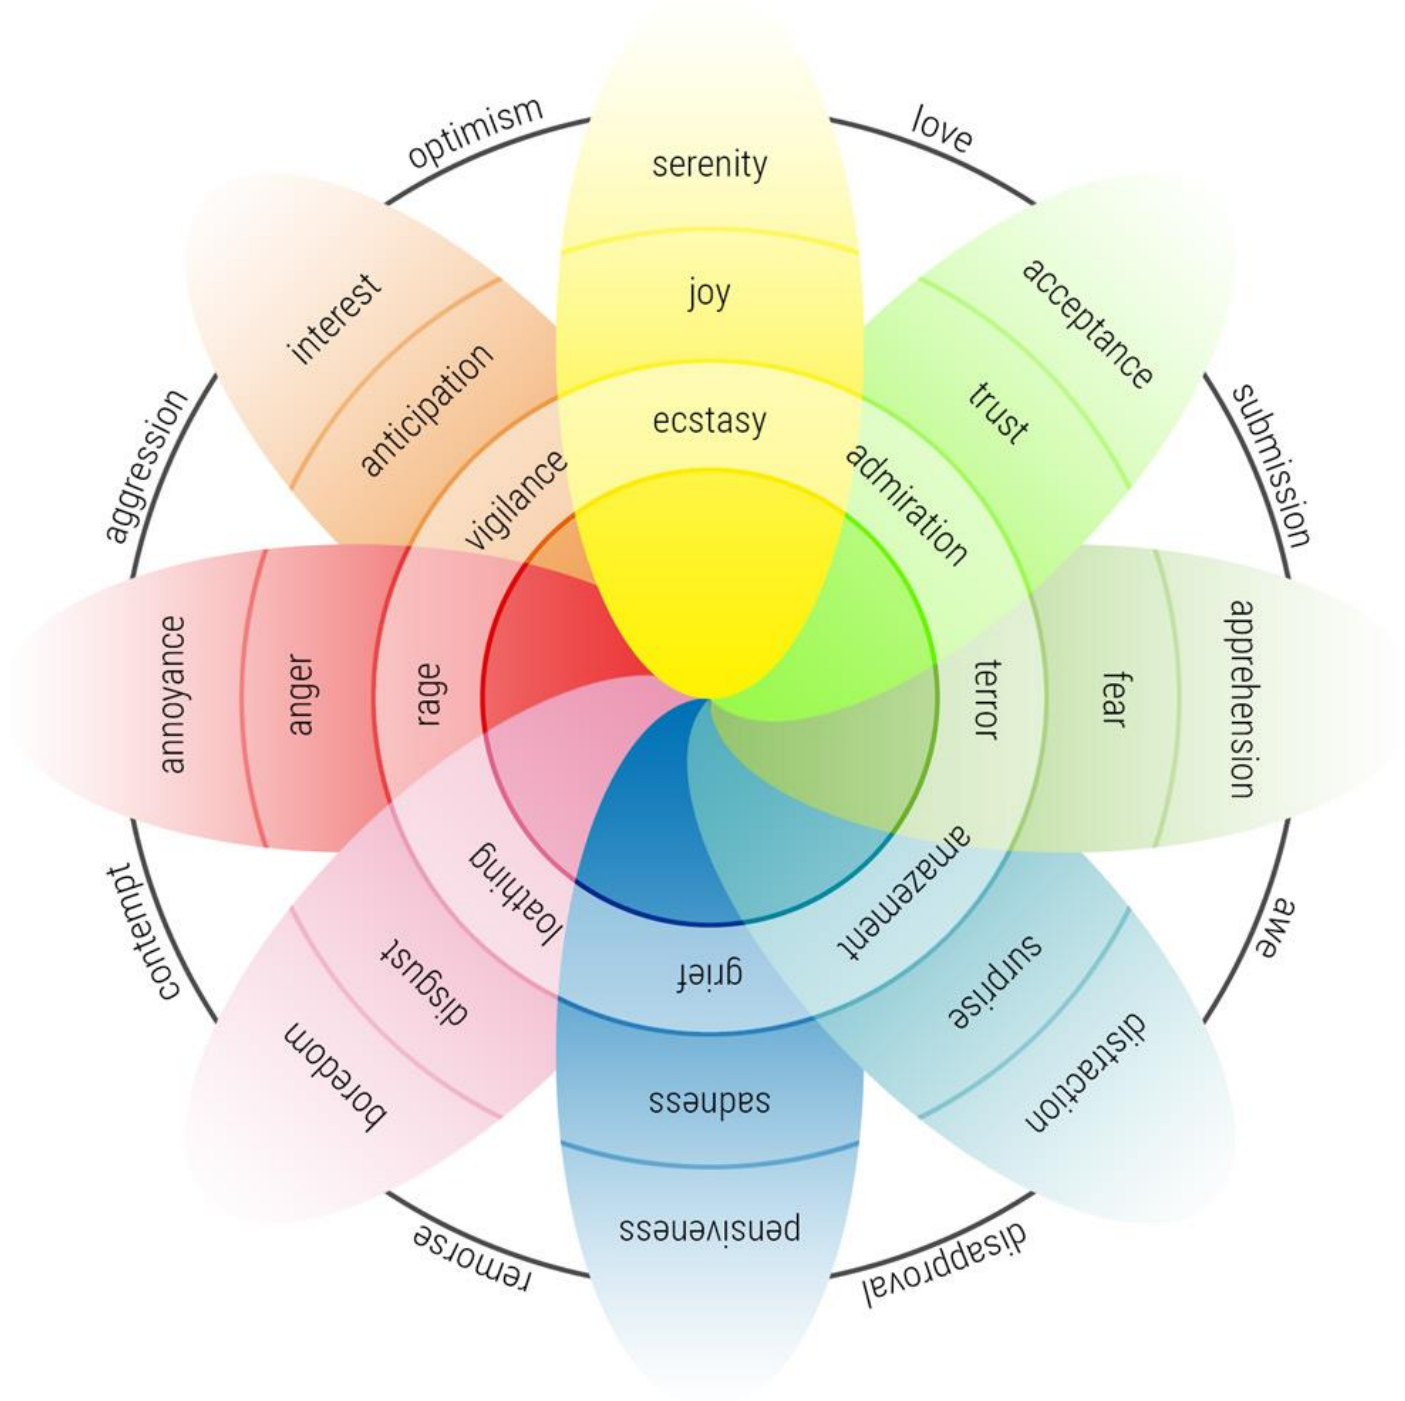 optimism
love
serenity
interest
joy
acceptance
anticipation
trust
aggression
ecstasy
submission
vigilance
admiration
annoyance
anger
rage
terror
fear
apprehension
contempt
loathing
amazement
awe
disgust
grief
surprise
boredom
sadness
distraction
remorse
pensiveness
disapproval